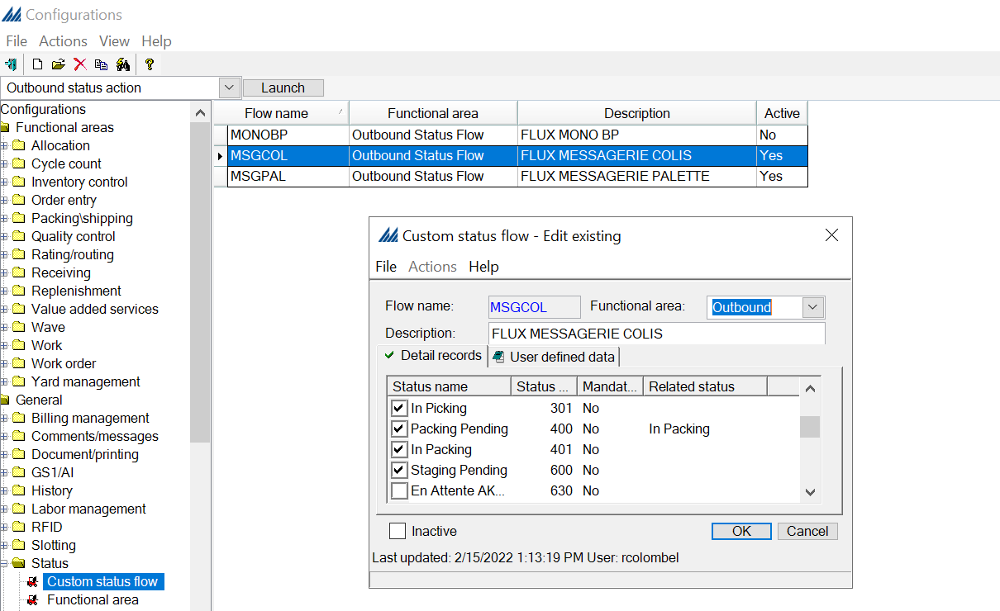 Configurations
File Actions View Help
Outbound status action Launch
Configurations
Functional areas
Allocation
Cycle count
Inventory control
Order entry
Packing\shipping
Quality control
Rating/routing
Receiving
Replenishment
Value added services
Wave
Work
Work order
Yard management
General
Billing management
Comments/messages
Document/printing
GS1/AI
History
Labor management
RFID
Slotting
Status
Custom status flow
Functional area
Flow name Functional area Description Active
MONOBP Outbound Status Flow FLUX MONO BP No
MSGCOL Outbound Status Flow FLUX MESSAGERIE COLIS Yes
MSGPAL Outbound Status Flow FLUX MESSAGERIE PALETTE Yes
Custom status flow - Edit existing
File Actions Help
Flow name: MSGCOL Functional area: Outbound
Description: FLUX MESSAGERIE COLIS
Detail records User defined data
Status name Status ... Mandat... Related status
In Picking 301 No
Packing Pending 400 No In Packing
In Packing 401 No
Staging Pending 600 No
En Attente AK... 630 No
Inactive OK Cancel
Last updated: 2/15/2022 1:13:19 PM User: rcolombel